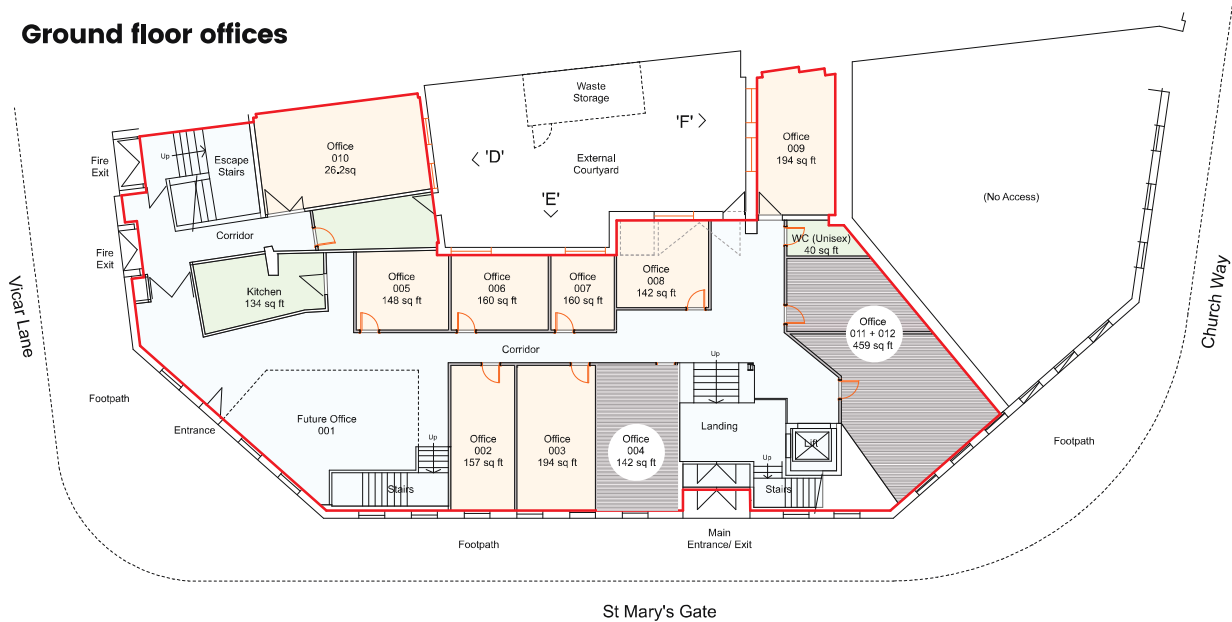 Ground floor offices
Waste
Storage
'F'
'D'
External
Courtyard
'E'
Office
009
194 sq ft
(No Access)
Office
010
26.2sq
Up
Escape
Stairs
Fire
Exit
Corridor
Fire
Exit
WC (Unisex)
40 sq ft
Kitchen
134 sq ft
Office
005
148 sq ft
Office
006
160 sq ft
Office
007
160 sq ft
Office
008
142 sq ft
Office
011 + 012
459 sq ft
Vicar Lane
Church Way
Corridor
Up
Footpath
Entrance
Future Office
001
Up
Stairs
Office
002
157 sq ft
Office
003
194 sq ft
Office
004
142 sq ft
Landing
Lift
Up
Stairs
Footpath
Footpath
Main
Entrance/ Exit
St Mary's Gate